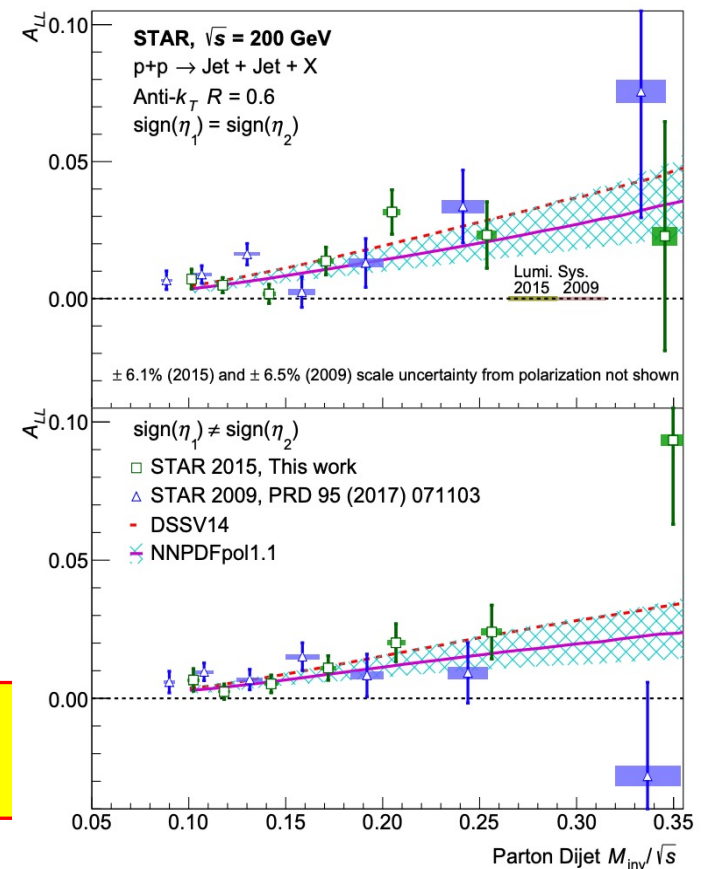 A_LL
0.10
STAR, √s = 200 GeV
p+p → Jet + Jet + X
Anti-k_T R = 0.6
sign(η_1) = sign(η_2)
0.05
Lumi. Sys.
2015 2009
0.00
± 6.1% (2015) and ± 6.5% (2009) scale uncertainty from polarization not shown
A_LL
0.10
sign(η_1) ≠ sign(η_2)
STAR 2015, This work
STAR 2009, PRD 95 (2017) 071103
DSSV14
NNPDFpol1.1
0.05
0.00
0.05 0.10 0.15 0.20 0.25 0.30 0.35
Parton Dijet M_inv/√s